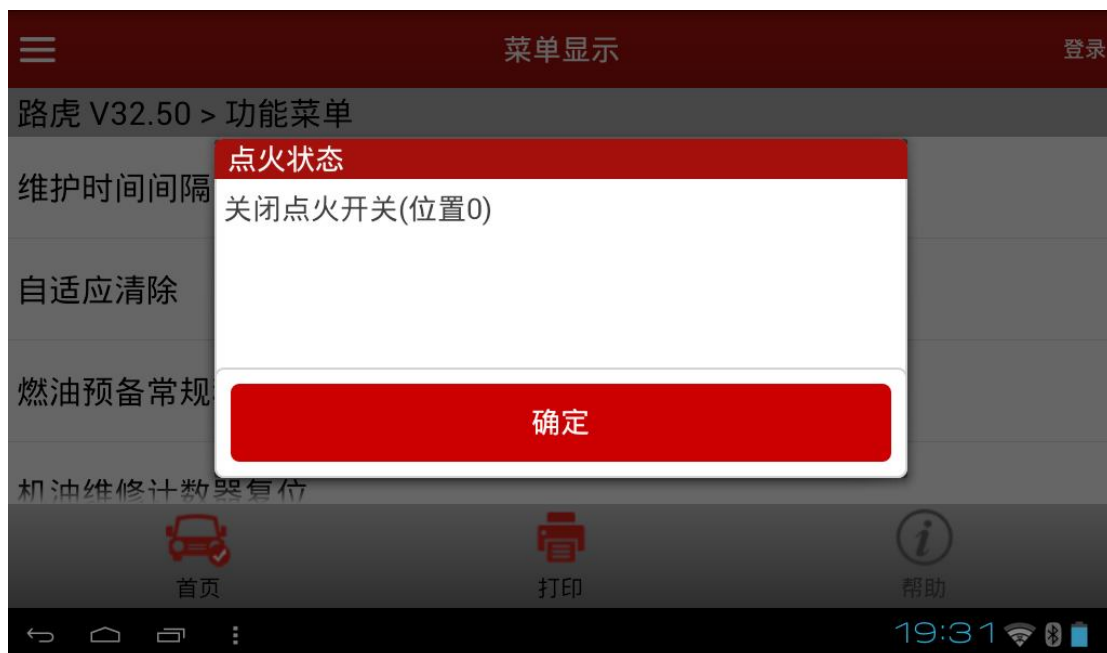 菜单显示
登录
路虎 V32.50 > 功能菜单
点火状态
维护时间间隔
关闭点火开关(位置0)
自适应清除
燃油预备常规
确定
机油维修计数器复位
首页
打印
帮助
19:31